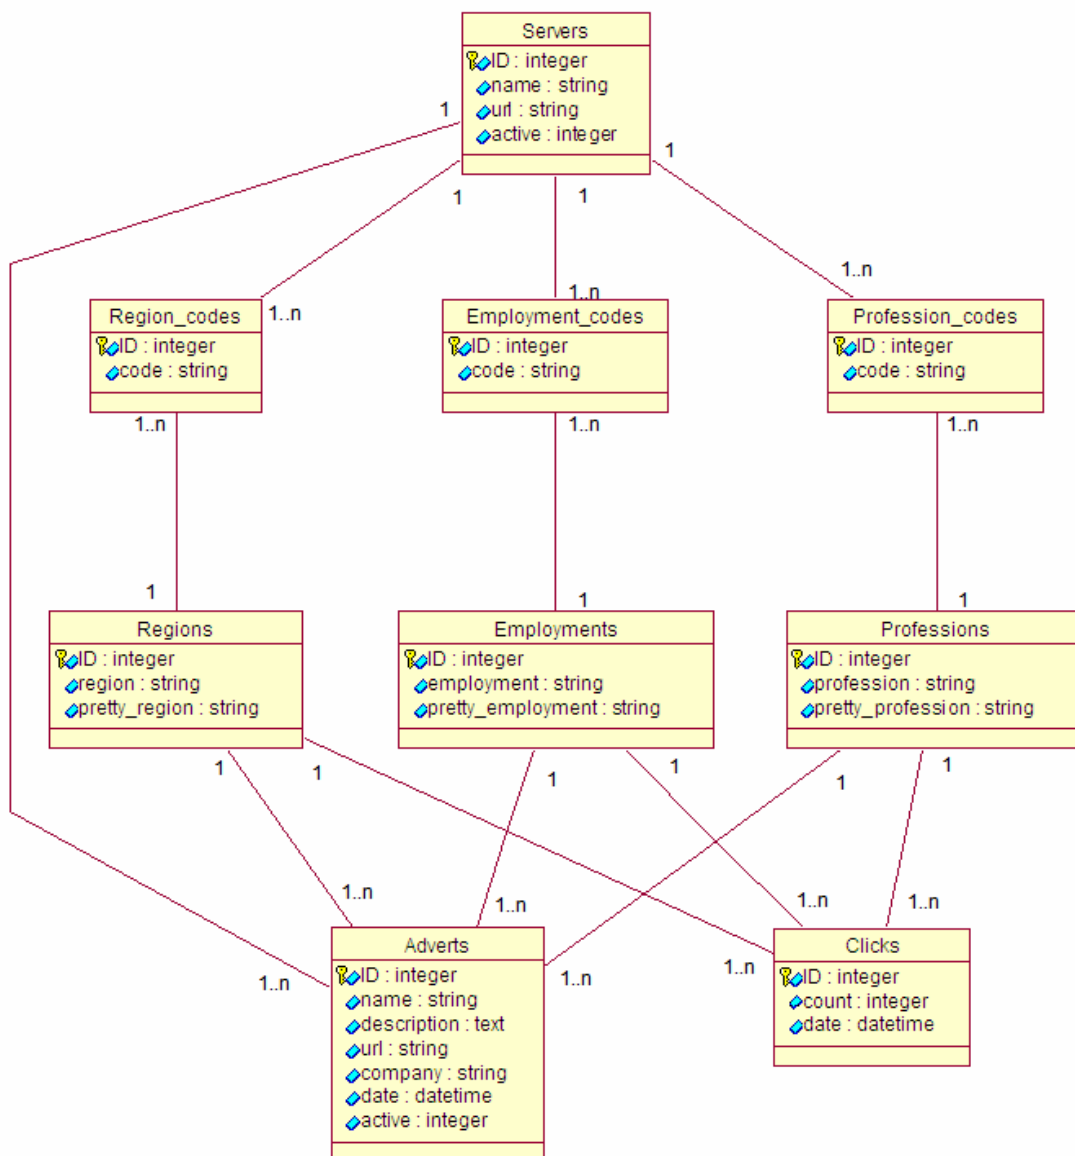 Servers
ID : integer
name : string
url : string
active : integer
1
1
1
1
1..n
1..n
1..n
Region_codes
ID : integer
code : string
Employment_codes
ID : integer
code : string
Profession_codes
ID : integer
code : string
1..n
1..n
1..n
1
1
1
Regions
ID : integer
region : string
pretty_region : string
Employments
ID : integer
employment : string
pretty_employment : string
Professions
ID : integer
profession : string
pretty_profession : string
1
1
1
1
1
1
1..n
1..n
1..n
1..n
1..n
1..n
1..n
Adverts
ID : integer
name : string
description : text
url : string
company : string
date : datetime
active : integer
Clicks
ID : integer
count : integer
date : datetime